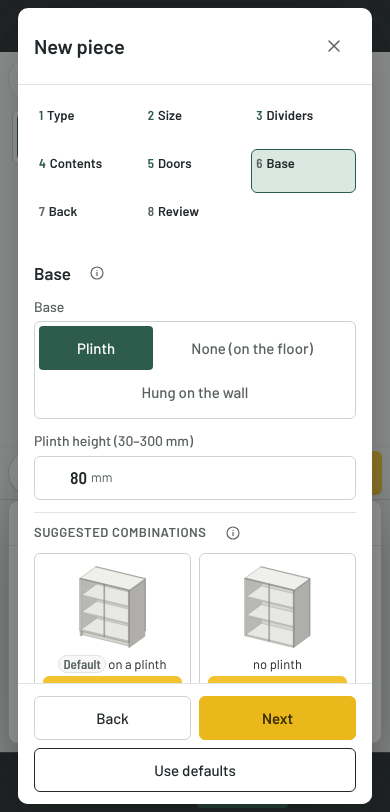 New piece
1 Type
2 Size
3 Dividers
4 Contents
5 Doors
6 Base
7 Back
8 Review
Base
Base
Plinth
None (on the floor)
Hung on the wall
Plinth height (30–300 mm)
80 mm
SUGGESTED COMBINATIONS
Default on a plinth
no plinth
Back
Next
Use defaults